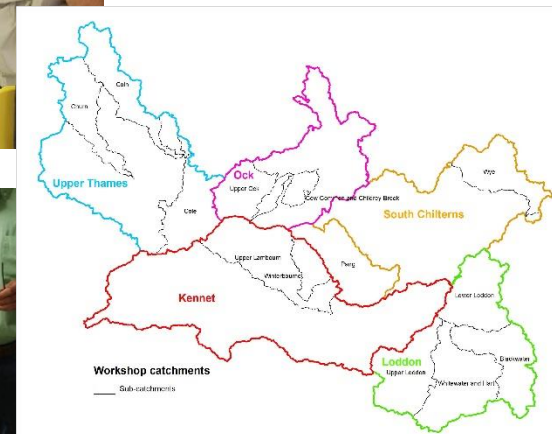 Coln
Churn
Upper Thames
Cole
Ock
Upper Ock
Cow Common and Childrey Brook
Wye
South Chilterns
Upper Lambourn
Winterbourne
Pang
Kennet
Lower Loddon
Loddon
Upper Loddon
Blackwater
Whitewater and Hart
Workshop catchments
Sub-catchments